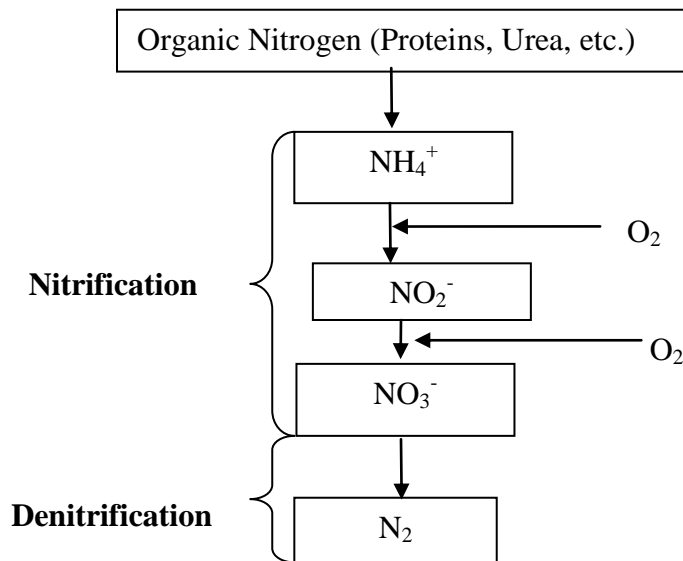 Organic Nitrogen (Proteins, Urea, etc.)
NH₄⁺
O₂
Nitrification
NO₂⁻
O₂
NO₃⁻
Denitrification
N₂